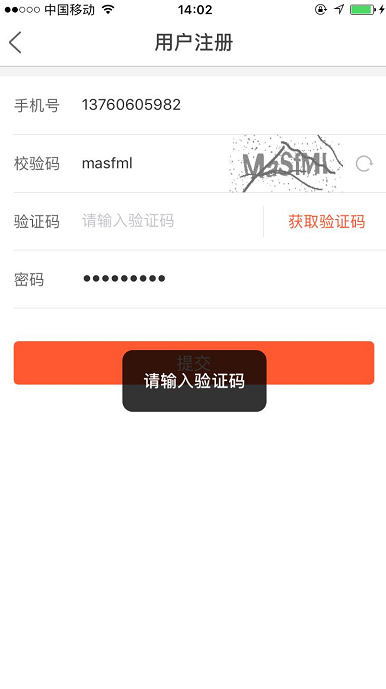 中国移动 14:02
用户注册
手机号 13760605982
校验码 masfml MaSfML
验证码 请输入验证码 获取验证码
密码 ●●●●●●●●●
提交
请输入验证码